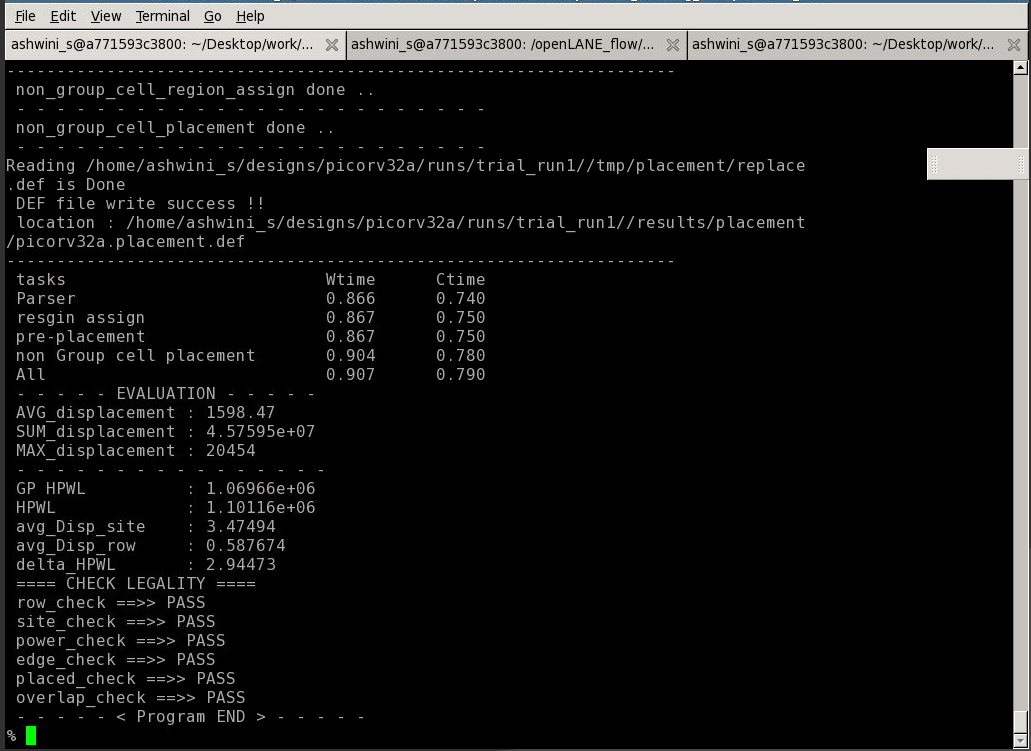 File Edit View Terminal Go Help
ashwini_s@a771593c3800: ~/Desktop/work/... ashwini_s@a771593c3800: /openLANE_flow/... ashwini_s@a771593c3800: ~/Desktop/work/...
-------------------------------------------------------------------
non_group_cell_region_assign done ..
- - - - - - - - - - - - - - - - - - - - - - - -
non_group_cell_placement done ..
- - - - - - - - - - - - - - - - - - - - - - - -
Reading /home/ashwini_s/designs/picorv32a/runs/trial_run1//tmp/placement/replace
.def is Done
DEF file write success !!
location : /home/ashwini_s/designs/picorv32a/runs/trial_run1//results/placement
/picorv32a.placement.def
-------------------------------------------------------------------
tasks Wtime Ctime
Parser 0.866 0.740
resgin assign 0.867 0.750
pre-placement 0.867 0.750
non Group cell placement 0.904 0.780
All 0.907 0.790
- - - - - EVALUATION - - - - -
AVG_displacement : 1598.47
SUM_displacement : 4.57595e+07
MAX_displacement : 20454
- - - - - - - - - - - - - - - -
GP HPWL : 1.06966e+06
HPWL : 1.10116e+06
avg_Disp_site : 3.47494
avg_Disp_row : 0.587674
delta_HPWL : 2.94473
==== CHECK LEGALITY ====
row_check ==>> PASS
site_check ==>> PASS
power_check ==>> PASS
edge_check ==>> PASS
placed_check ==>> PASS
overlap_check ==>> PASS
- - - - - < Program END > - - - - -
%